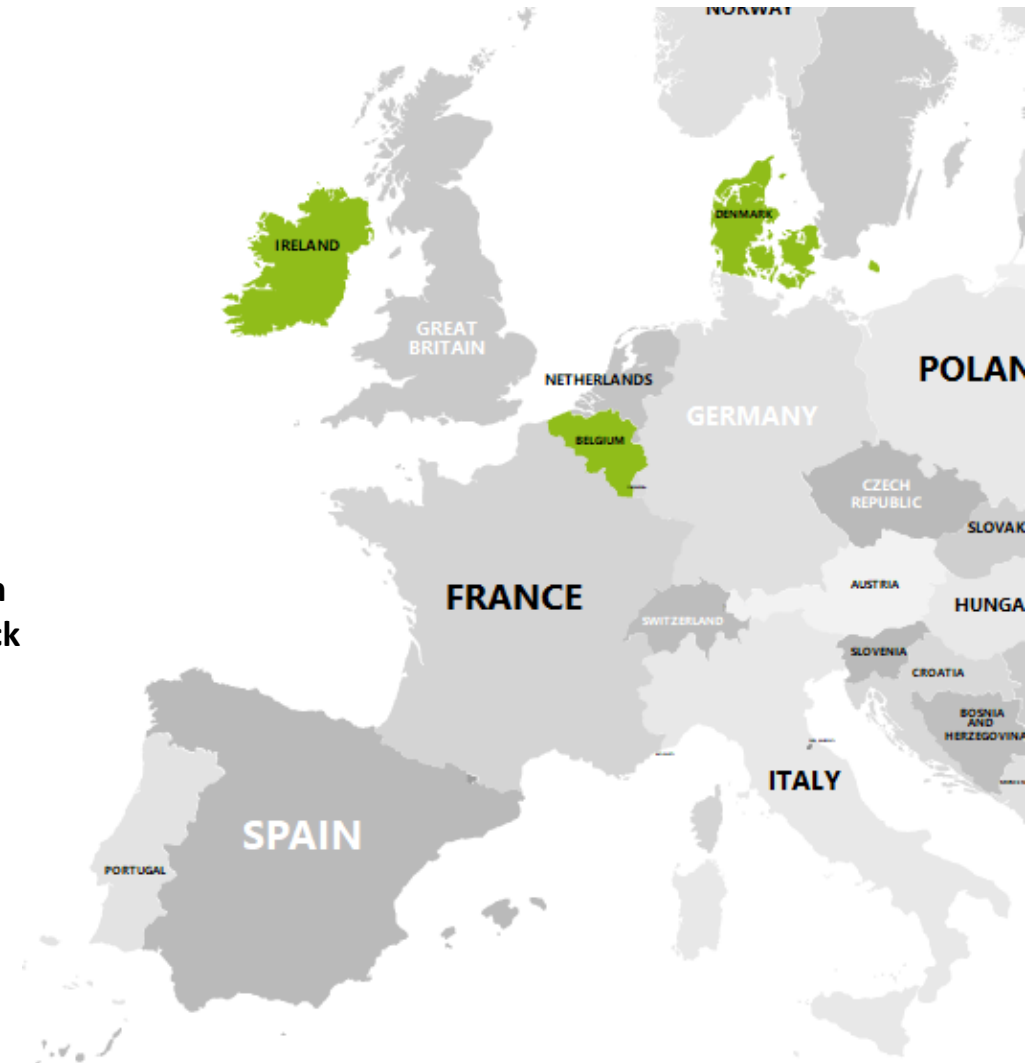 NORWAY
DENMARK
IRELAND
GREAT
BRITAIN
NETHERLANDS
POLAN
GERMANY
BELGIUM
CZECH
REPUBLIC
SLOVAK
AUSTRIA
FRANCE
HUNGA
SWITZERLAND
ck
SLOVENIA
CROATIA
BOSNIA
AND
HERZEGOVINA
ITALY
SPAIN
PORTUGAL